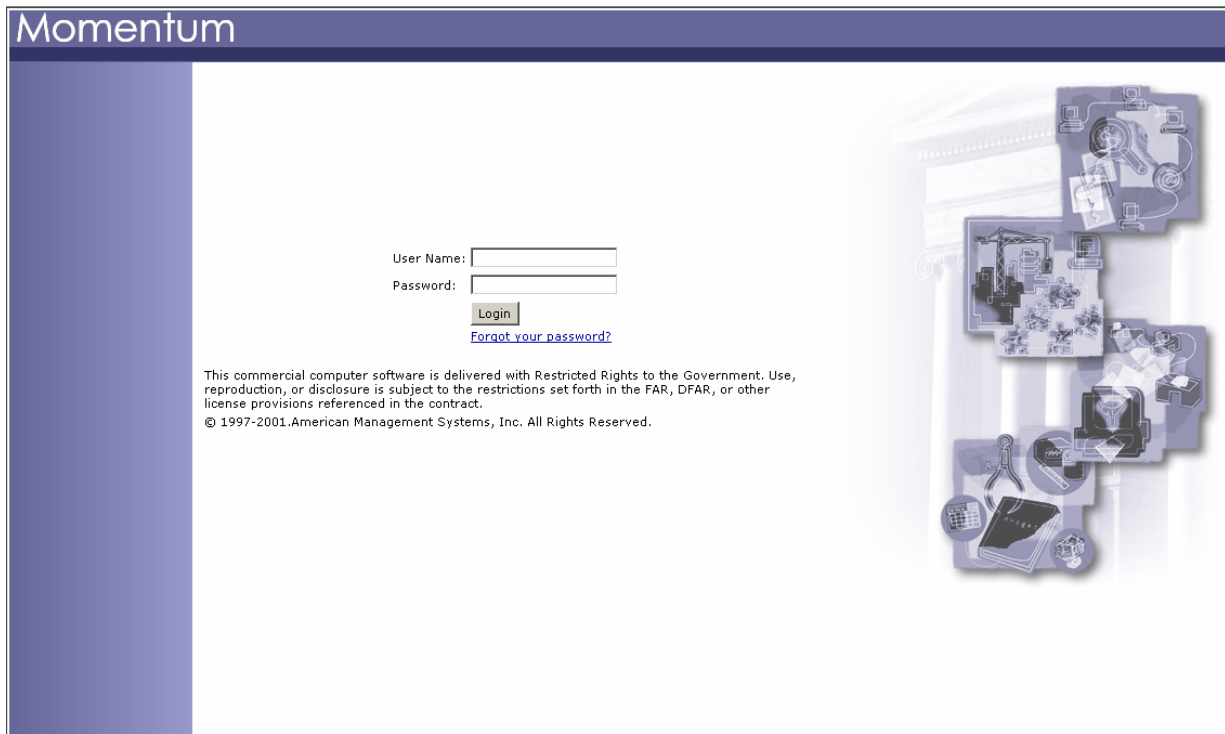 Momentum
User Name:
Password:
Login
Forgot your password?
This commercial computer software is delivered with Restricted Rights to the Government. Use,
reproduction, or disclosure is subject to the restrictions set forth in the FAR, DFAR, or other
license provisions referenced in the contract.
© 1997-2001.American Management Systems, Inc. All Rights Reserved.